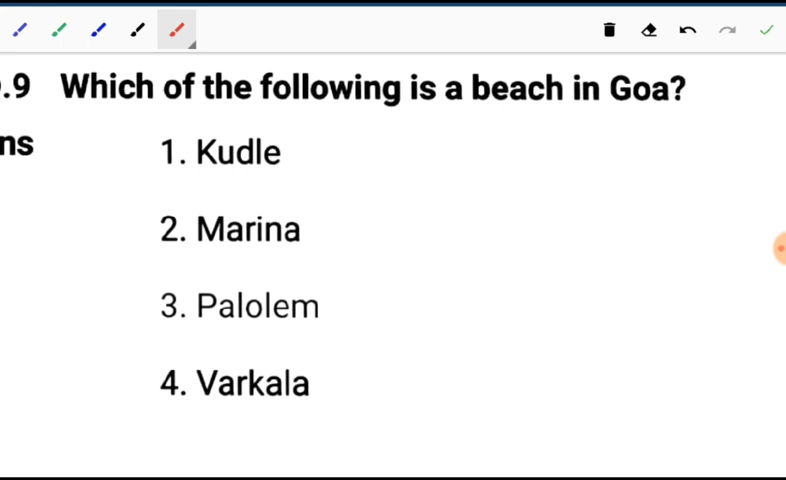 .9 Which of the following is a beach in Goa?
ns
1. Kudle
2. Marina
3. Palolem
4. Varkala